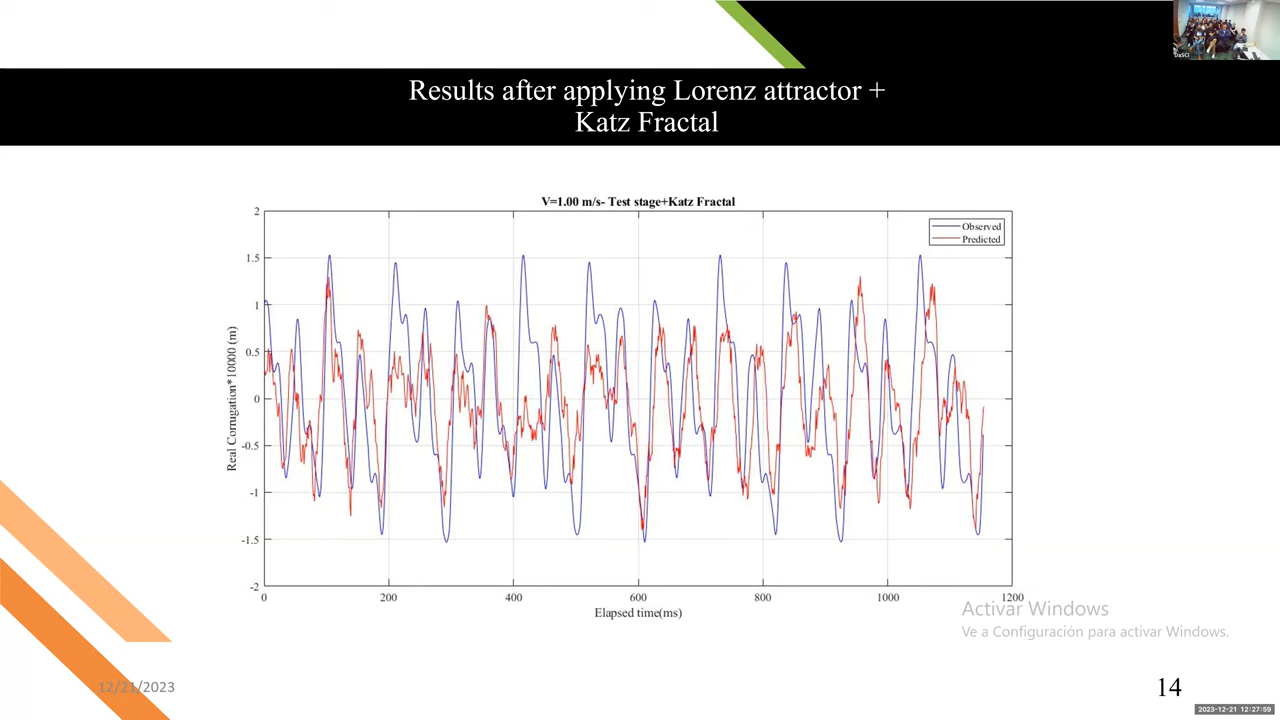 DaSCI
Results after applying Lorenz attractor +
Katz Fractal
V=1.00 m/s- Test stage+Katz Fractal
Observed
Predicted
2
1.5
1
0.5
0
-0.5
-1
-1.5
-2
Real Corrugation*10000 (m)
0 200 400 600 800 1000 1200
Elapsed time(ms)
Activar Windows
Ve a Configuración para activar Windows.
12/21/2023
14
2023-12-21 12:27:59